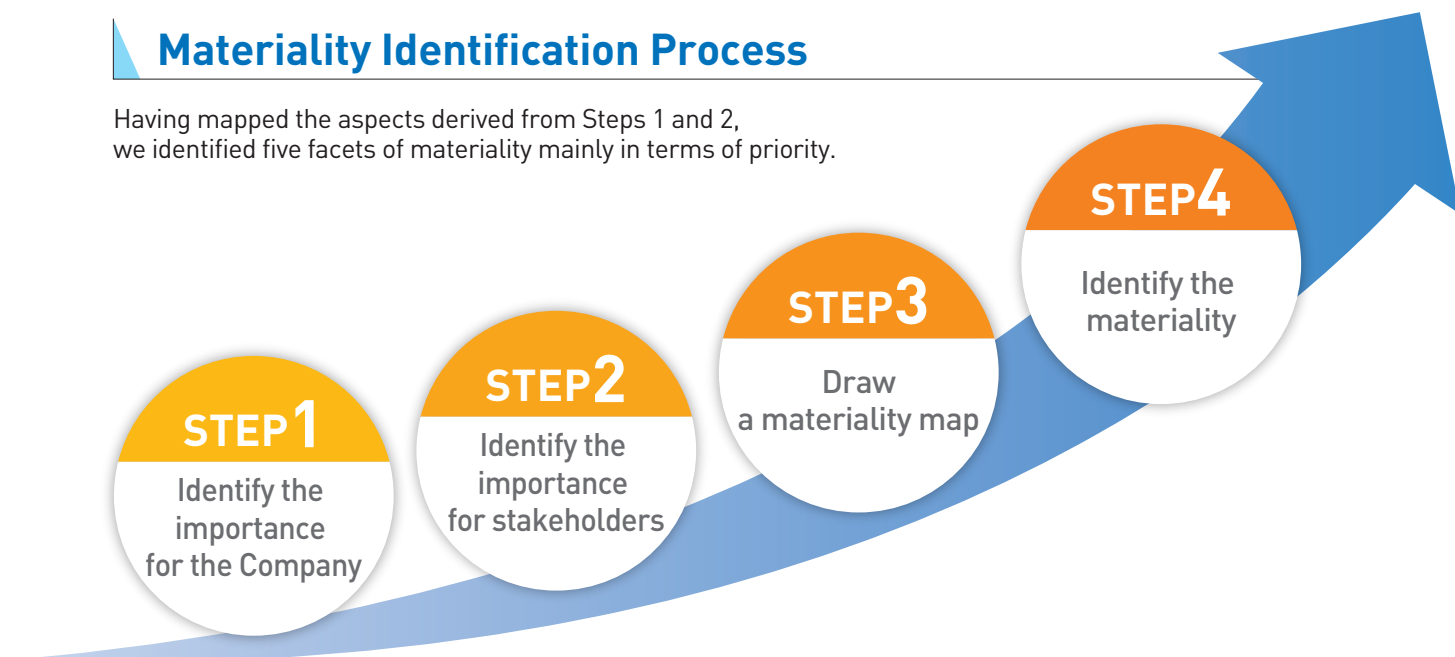 Materiality Identification Process
Having mapped the aspects derived from Steps 1 and 2,
we identified five facets of materiality mainly in terms of priority.
STEP1
Identify the
importance
for the Company
STEP2
Identify the
importance
for stakeholders
STEP3
Draw
a materiality map
STEP4
Identify the
materiality